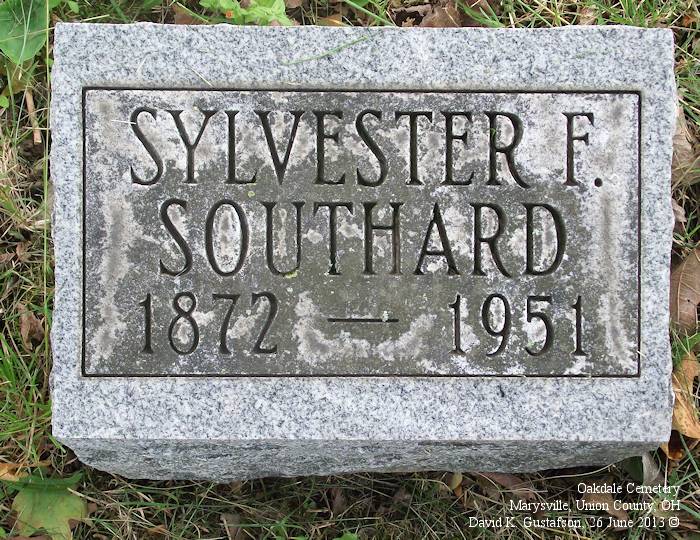 SYLVESTER F.
SOUTHARD
1872 — 1951
Oakdale Cemetery
Marysville, Union County, OH
David K. Gustafson 26 June 2013 ©